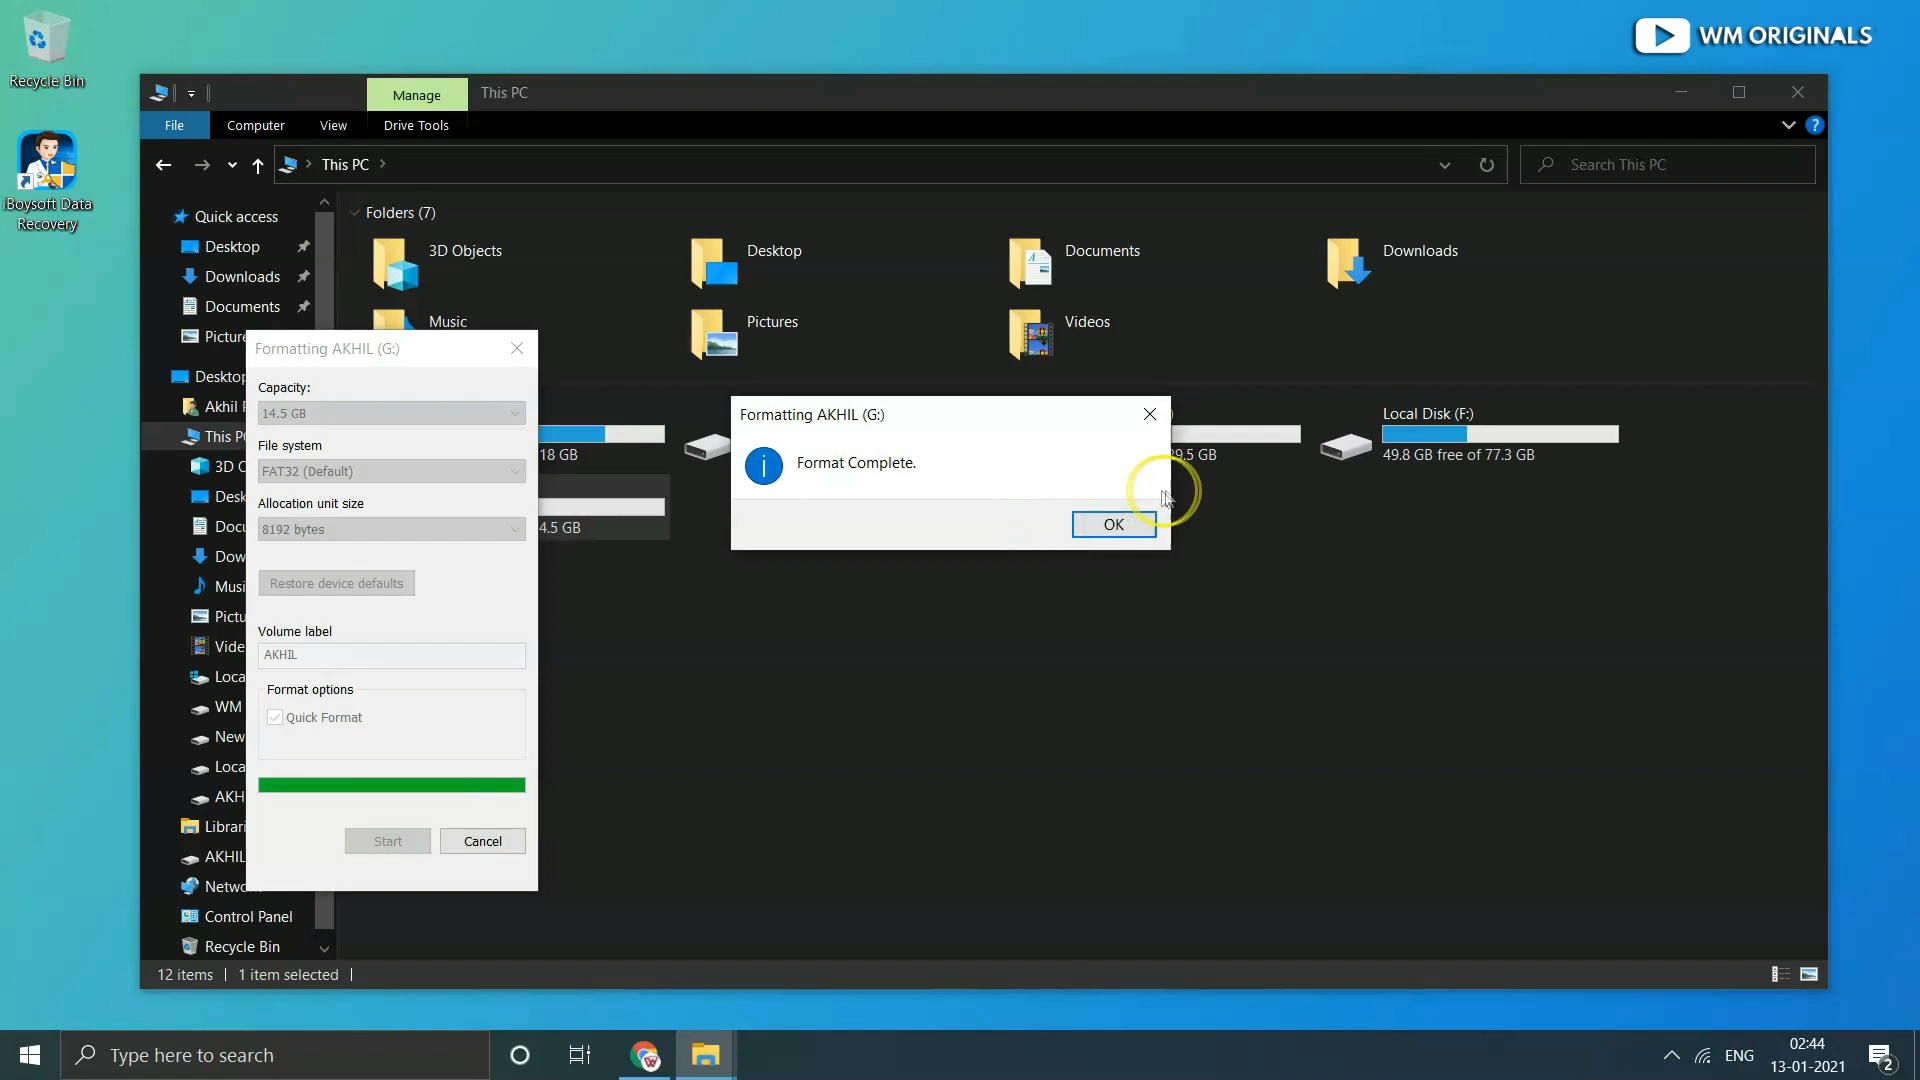 Recycle Bin
iBoysoft Data
Recovery
WM ORIGINALS
Manage
This PC
File
Computer
View
Drive Tools
?
This PC
Search This PC
Quick access
Desktop
Downloads
Documents
Picture
Desktop
Akhil
This PC
3D
Desk
Docu
Dow
Musi
Pictu
Vide
Loca
WM
New
Loca
AKH
Librari
AKHIL
Netwo
Control Panel
Recycle Bin
Folders (7)
3D Objects
Desktop
Documents
Downloads
Music
Pictures
Videos
18 GB
4.5 GB
29.5 GB
Local Disk (F:)
49.8 GB free of 77.3 GB
Formatting AKHIL (G:)
Capacity:
14.5 GB
File system
FAT32 (Default)
Allocation unit size
8192 bytes
Restore device defaults
Volume label
AKHIL
Format options
Quick Format
Start
Cancel
Formatting AKHIL (G:)
Format Complete.
OK
12 items
1 item selected
Type here to search
ENG
02:44
13-01-2021
2